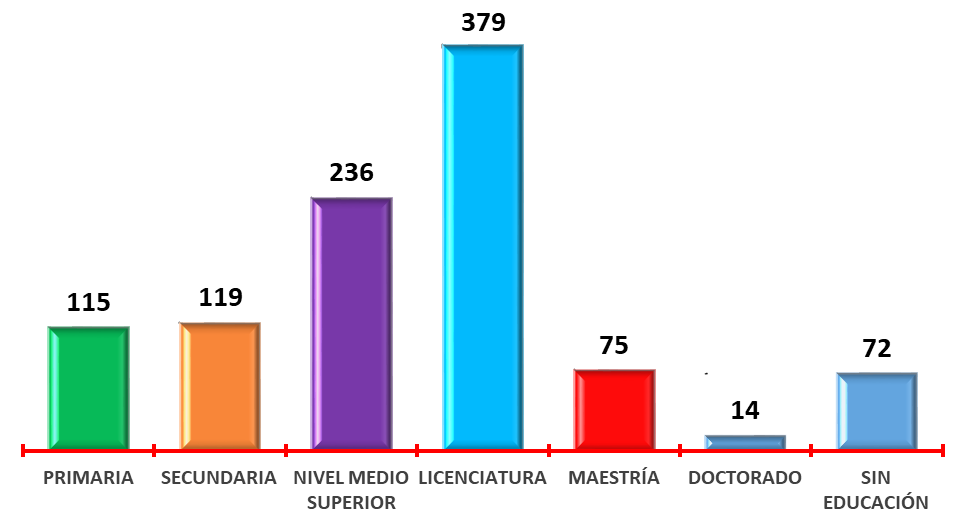 379
236
115
119
75
72
14
PRIMARIA
SECUNDARIA
NIVEL MEDIO
SUPERIOR
LICENCIATURA
MAESTRÍA
DOCTORADO
SIN
EDUCACIÓN